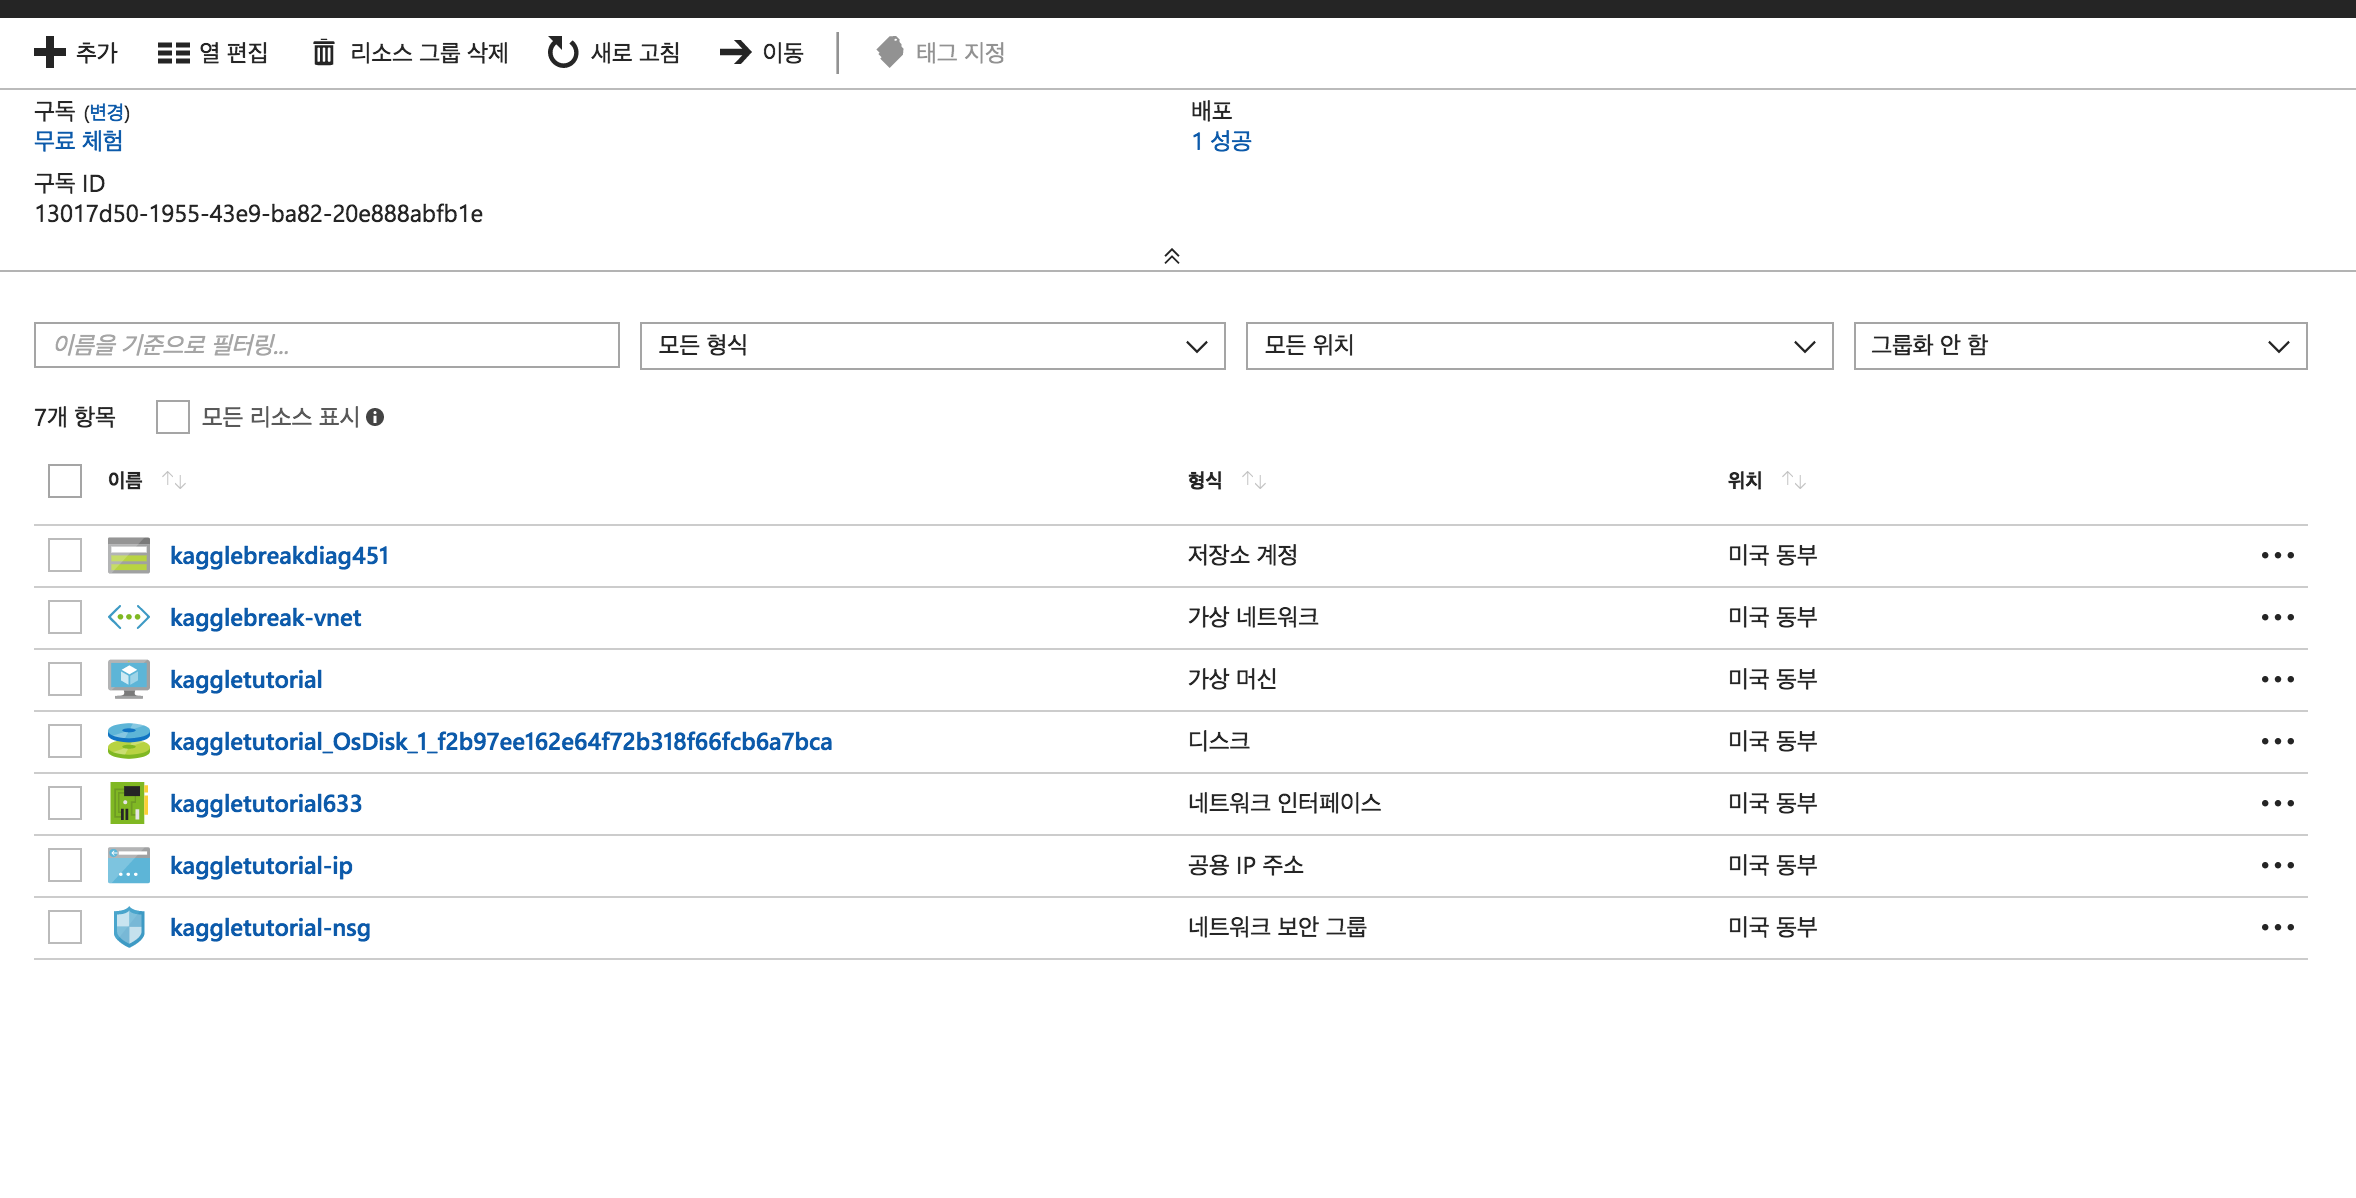 추가 열 편집 리소스 그룹 삭제 새로 고침 이동 태그 지정
구독 (변경) 배포
무료 체험 1 성공
구독 ID
13017d50-1955-43e9-ba82-20e888abfb1e
이름을 기준으로 필터링... 모든 형식 모든 위치 그룹화 안 함
7개 항목 모든 리소스 표시
이름 형식 위치
kagglebreakdiag451 저장소 계정 미국 동부
kagglebreak-vnet 가상 네트워크 미국 동부
kaggletutorial 가상 머신 미국 동부
kaggletutorial_OsDisk_1_f2b97ee162e64f72b318f66fcb6a7bca 디스크 미국 동부
kaggletutorial633 네트워크 인터페이스 미국 동부
kaggletutorial-ip 공용 IP 주소 미국 동부
kaggletutorial-nsg 네트워크 보안 그룹 미국 동부